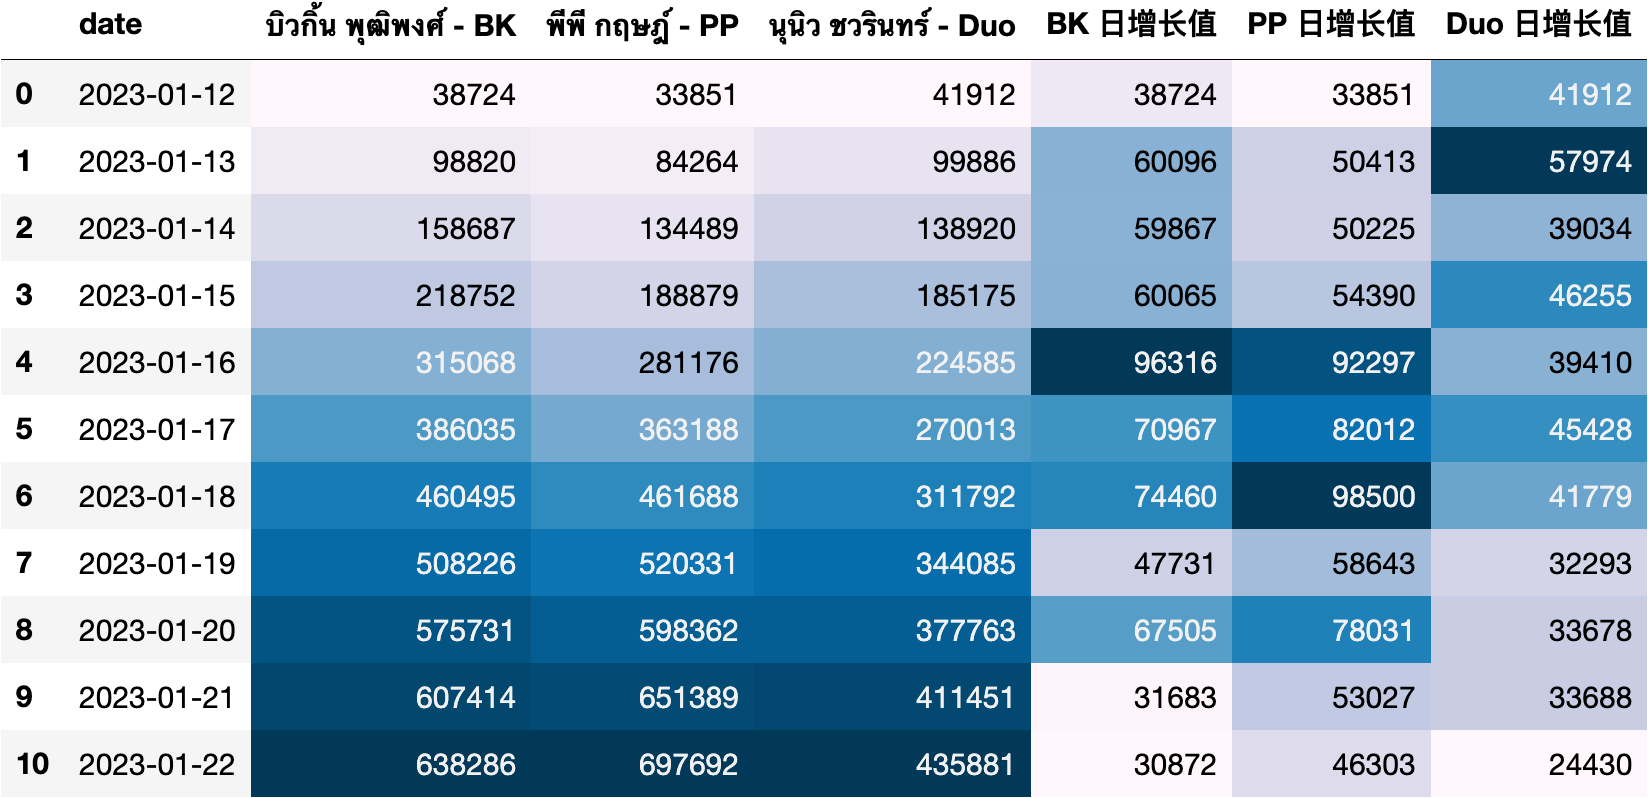 date บิวกิ้น พุฒิพงศ์ - BK พีพี กฤษฎ์ - PP นุนิว ชวรินทร์ - Duo BK 日增长值 PP 日增长值 Duo 日增长值
0 2023-01-12 38724 33851 41912 38724 33851 41912
1 2023-01-13 98820 84264 99886 60096 50413 57974
2 2023-01-14 158687 134489 138920 59867 50225 39034
3 2023-01-15 218752 188879 185175 60065 54390 46255
4 2023-01-16 315068 281176 224585 96316 92297 39410
5 2023-01-17 386035 363188 270013 70967 82012 45428
6 2023-01-18 460495 461688 311792 74460 98500 41779
7 2023-01-19 508226 520331 344085 47731 58643 32293
8 2023-01-20 575731 598362 377763 67505 78031 33678
9 2023-01-21 607414 651389 411451 31683 53027 33688
10 2023-01-22 638286 697692 435881 30872 46303 24430